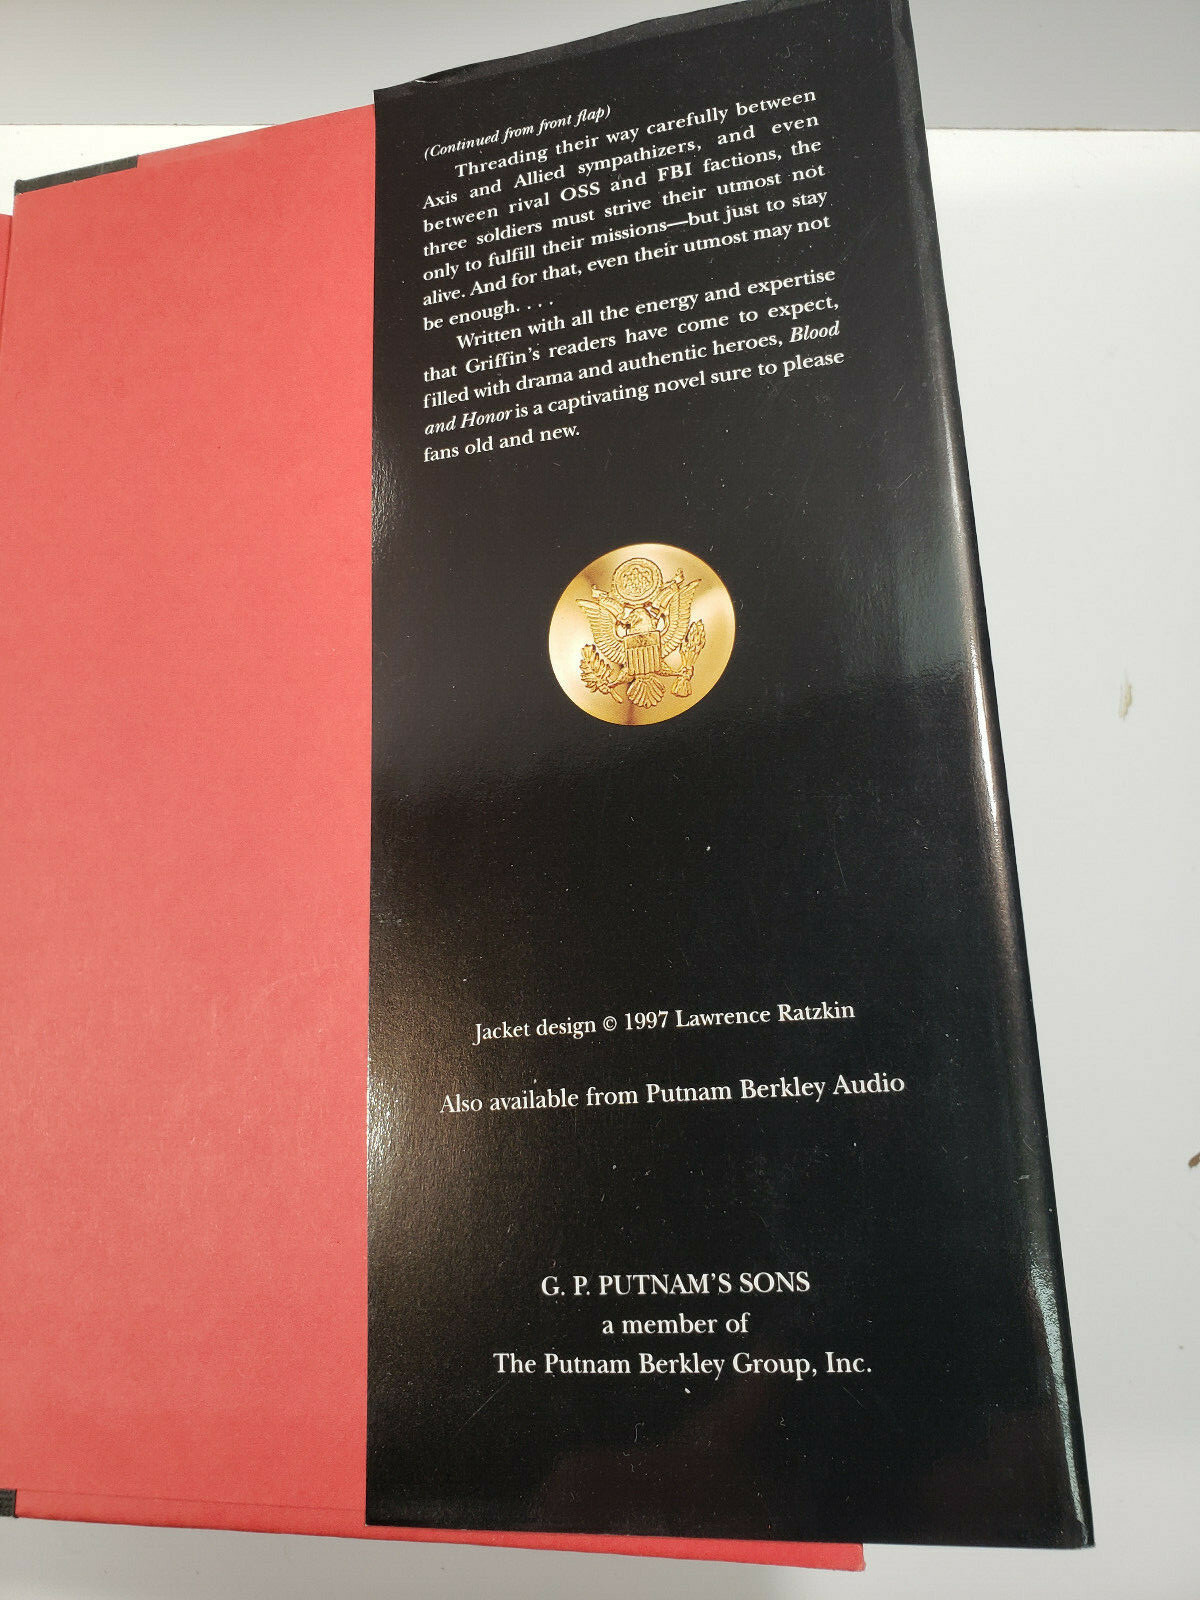 (Continued from front flap)
Threading their way carefully between
Axis and Allied sympathizers, and even
between rival OSS and FBI factions, the
three soldiers must strive their utmost not
only to fulfill their missions—but just to stay
alive. And for that, even their utmost may not
be enough. . . .
Written with all the energy and expertise
that Griffin's readers have come to expect,
filled with drama and authentic heroes, Blood
and Honor is a captivating novel sure to please
fans old and new.
Jacket design © 1997 Lawrence Ratzkin
Also available from Putnam Berkley Audio
G. P. PUTNAM'S SONS
a member of
The Putnam Berkley Group, Inc.